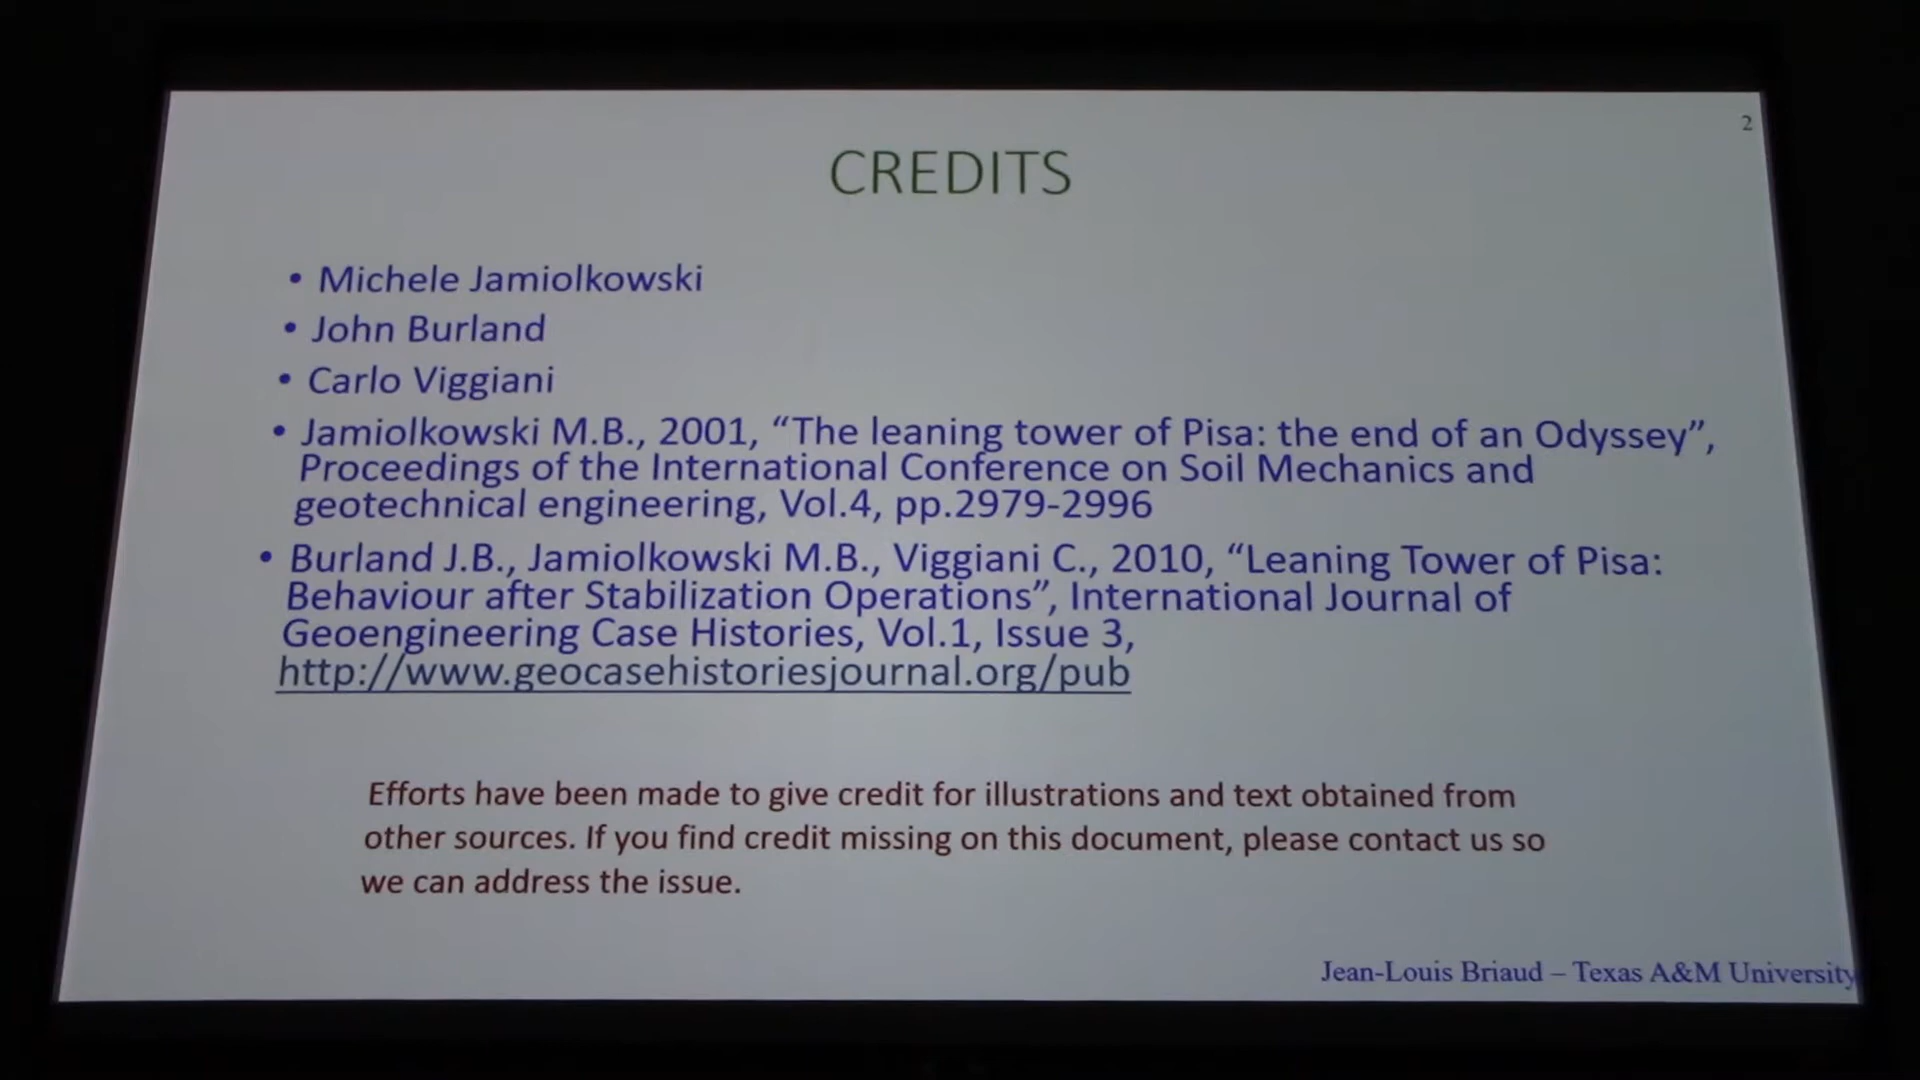 2
CREDITS
• Michele Jamiolkowski
• John Burland
• Carlo Viggiani
• Jamiolkowski M.B., 2001, “The leaning tower of Pisa: the end of an Odyssey”,
Proceedings of the International Conference on Soil Mechanics and
geotechnical engineering, Vol.4, pp.2979-2996
• Burland J.B., Jamiolkowski M.B., Viggiani C., 2010, “Leaning Tower of Pisa:
Behaviour after Stabilization Operations”, International Journal of
Geoengineering Case Histories, Vol.1, Issue 3,
http://www.geocasehistoriesjournal.org/pub
Efforts have been made to give credit for illustrations and text obtained from
other sources. If you find credit missing on this document, please contact us so
we can address the issue.
Jean-Louis Briaud – Texas A&M University